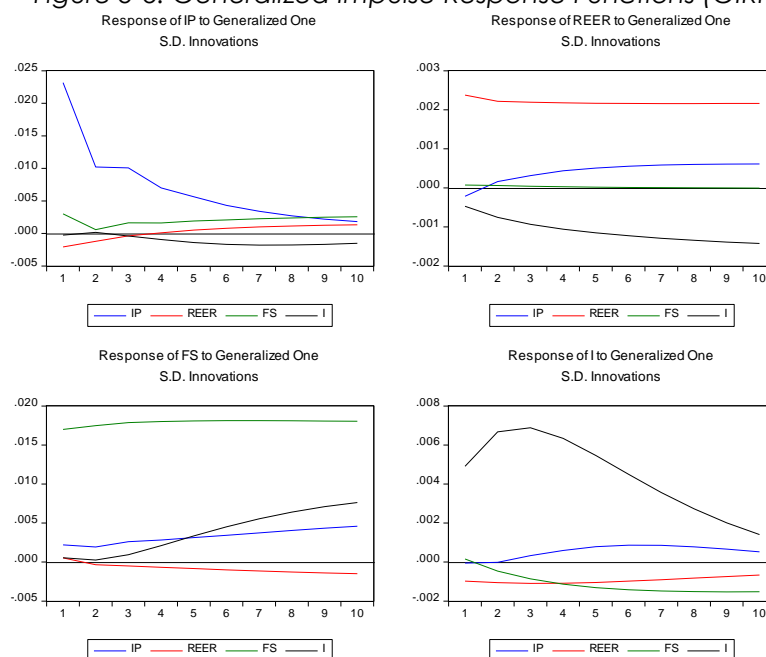 Figure Generalized Impulse Response Functions
Response of IP to Generalized One
S.D. Innovations
.025
.020
.015
.010
.005
.000
-.005
1 2 3 4 5 6 7 8 9 10
IP REER FS I
Response of REER to Generalized One
S.D. Innovations
.003
.002
.001
.000
-.001
-.002
1 2 3 4 5 6 7 8 9 10
IP REER FS I
Response of FS to Generalized One
S.D. Innovations
.020
.015
.010
.005
.000
-.005
1 2 3 4 5 6 7 8 9 10
IP REER FS I
Response of I to Generalized One
S.D. Innovations
.008
.006
.004
.002
.000
-.002
1 2 3 4 5 6 7 8 9 10
IP REER FS I